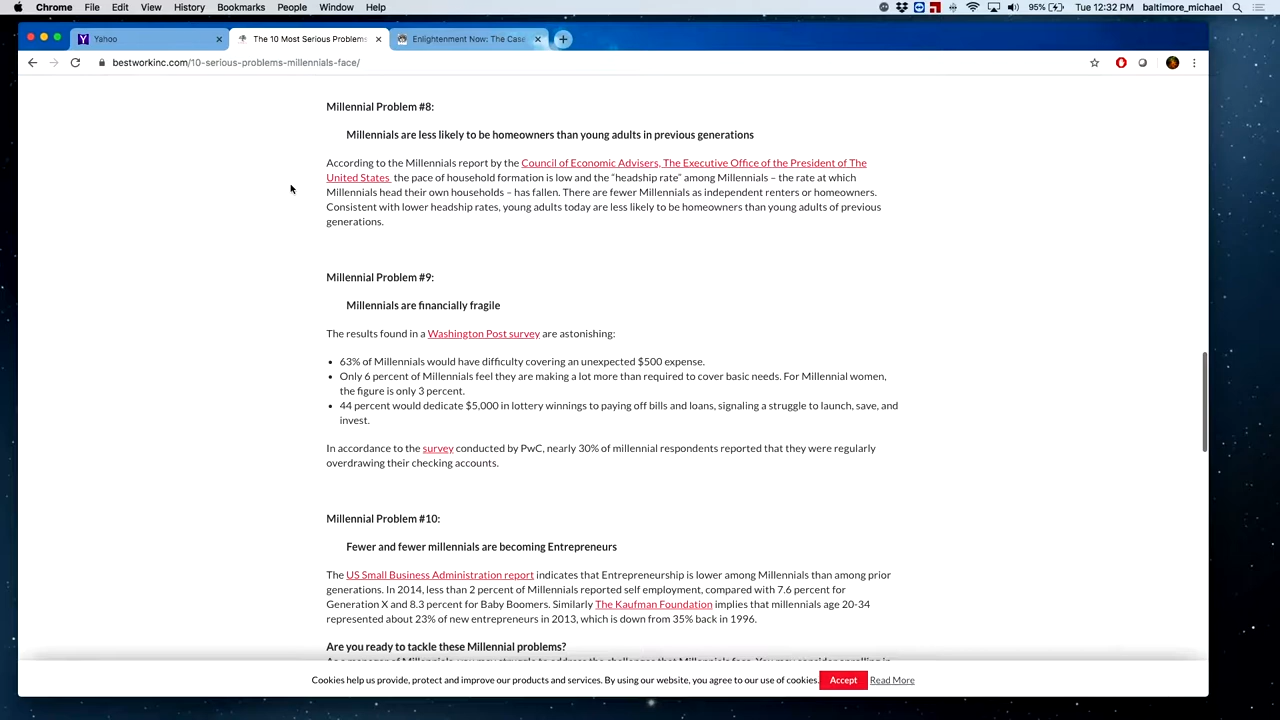 Chrome File Edit View History Bookmarks People Window Help 95% Tue 12:32 PM baltimore_michael
Yahoo The 10 Most Serious Problems Enlightenment Now: The Case
bestworkinc.com/10-serious-problems-millennials-face/
Millennial Problem #8:
Millennials are less likely to be homeowners than young adults in previous generations
According to the Millennials report by the Council of Economic Advisers, The Executive Office of the President of The
United States the pace of household formation is low and the “headship rate” among Millennials – the rate at which
Millennials head their own households – has fallen. There are fewer Millennials as independent renters or homeowners.
Consistent with lower headship rates, young adults today are less likely to be homeowners than young adults of previous
generations.
Millennial Problem #9:
Millennials are financially fragile
The results found in a Washington Post survey are astonishing:
• 63% of Millennials would have difficulty covering an unexpected $500 expense.
• Only 6 percent of Millennials feel they are making a lot more than required to cover basic needs. For Millennial women,
the figure is only 3 percent.
• 44 percent would dedicate $5,000 in lottery winnings to paying off bills and loans, signaling a struggle to launch, save, and
invest.
In accordance to the survey conducted by PwC, nearly 30% of millennial respondents reported that they were regularly
overdrawing their checking accounts.
Millennial Problem #10:
Fewer and fewer millennials are becoming Entrepreneurs
The US Small Business Administration report indicates that Entrepreneurship is lower among Millennials than among prior
generations. In 2014, less than 2 percent of Millennials reported self employment, compared with 7.6 percent for
Generation X and 8.3 percent for Baby Boomers. Similarly The Kaufman Foundation implies that millennials age 20-34
represented about 23% of new entrepreneurs in 2013, which is down from 35% back in 1996.
Are you ready to tackle these Millennial problems?
Cookies help us provide, protect and improve our products and services. By using our website, you agree to our use of cookies. Accept Read More